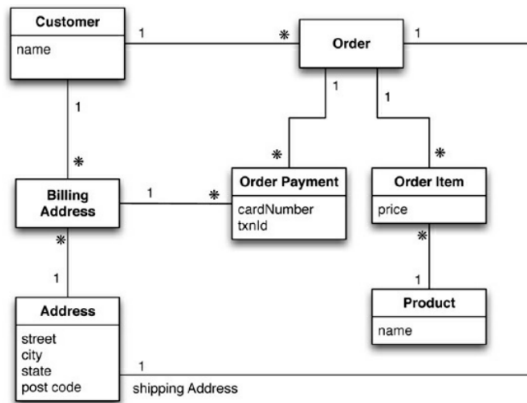 Customer
name
1
*
Order
1
1
*
1
1
*
*
Billing
Address
1
*
Order Payment
cardNumber
txnId
Order Item
price
*
1
*
1
Address
street
city
state
post code
Product
name
1
shipping Address